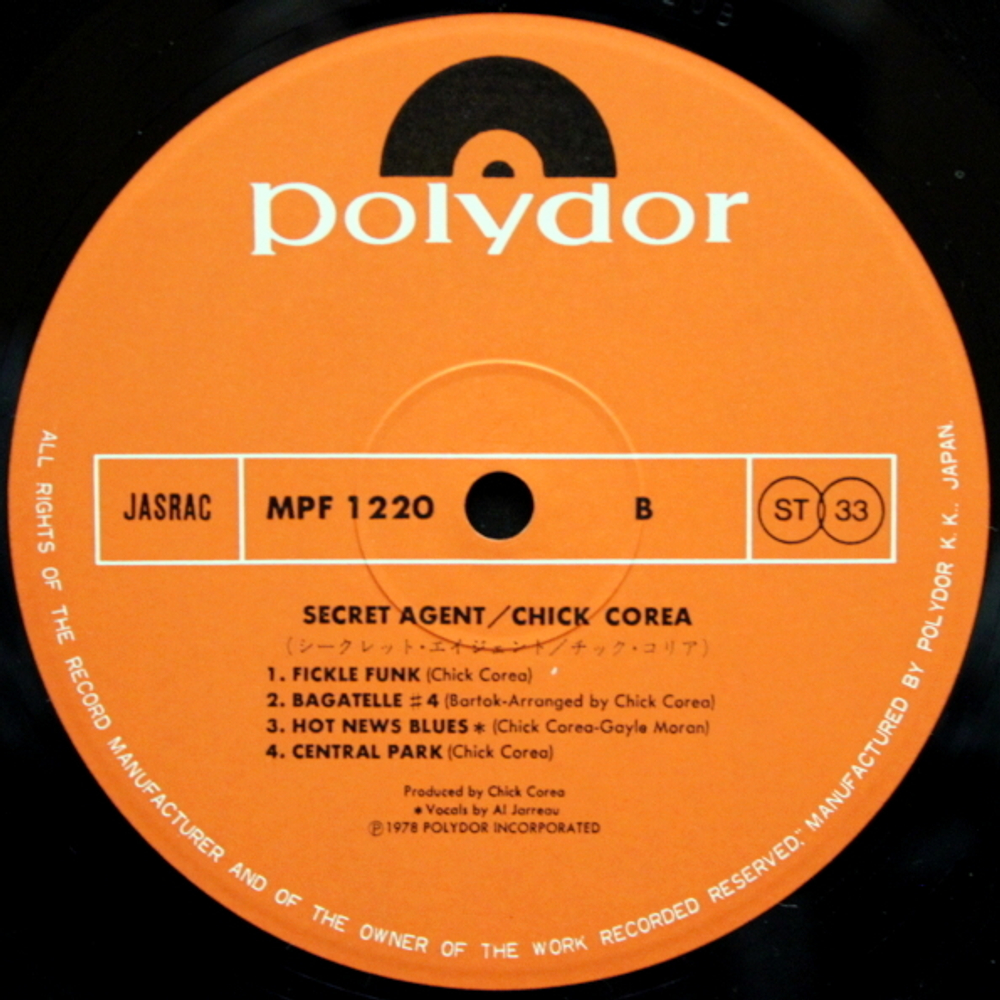 polydor
JASRAC
MPF 1220
B
ST 33
SECRET AGENT/CHICK COREA
(シークレット・エイジェント/チック・コリア)
1. FICKLE FUNK (Chick Corea)
2. BAGATELLE ♯4 (Bartok-Arranged by Chick Corea)
3. HOT NEWS BLUES * (Chick Corea-Gayle Moran)
4. CENTRAL PARK (Chick Corea)
Produced by Chick Corea
* Vocals by Al Jarreau
Ⓟ1978 POLYDOR INCORPORATED
ALL RIGHTS OF THE RECORD MANUFACTURER AND OF THE OWNER OF THE WORK RECORDED RESERVED," MANUFACTURED BY POLYDOR K.K., JAPAN.